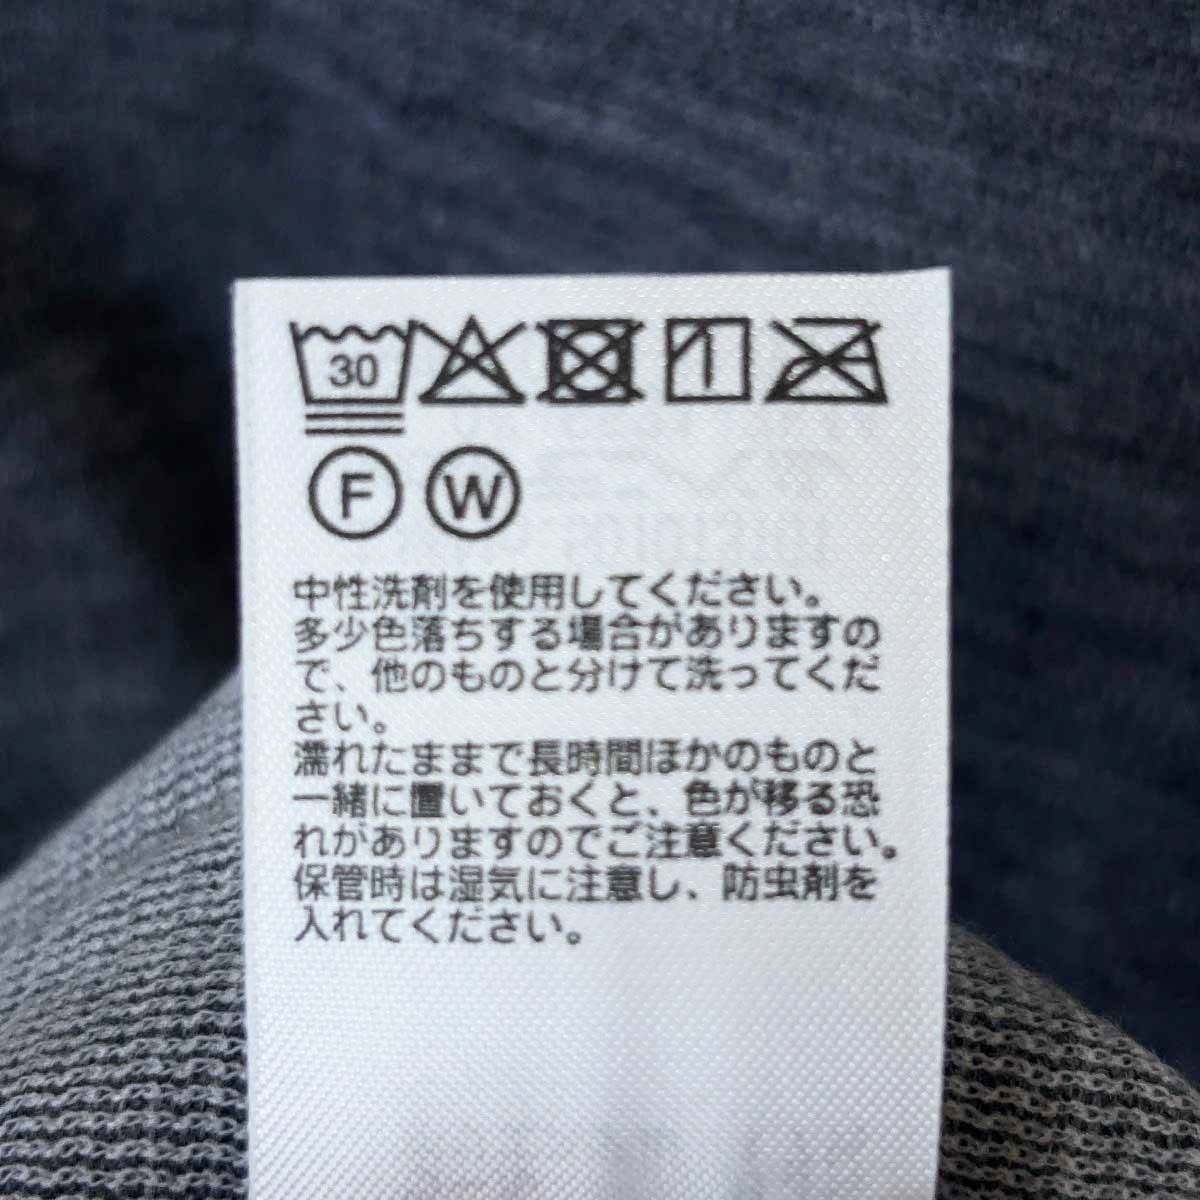 30
F W
中性洗剤を使用してください。
多少色落ちする場合がありますの
で、他のものと分けて洗ってくだ
さい。
濡れたままで長時間ほかのものと
一緒に置いておくと、色が移る恐
れがありますのでご注意ください。
保管時は湿気に注意し、防虫剤を
入れてください。